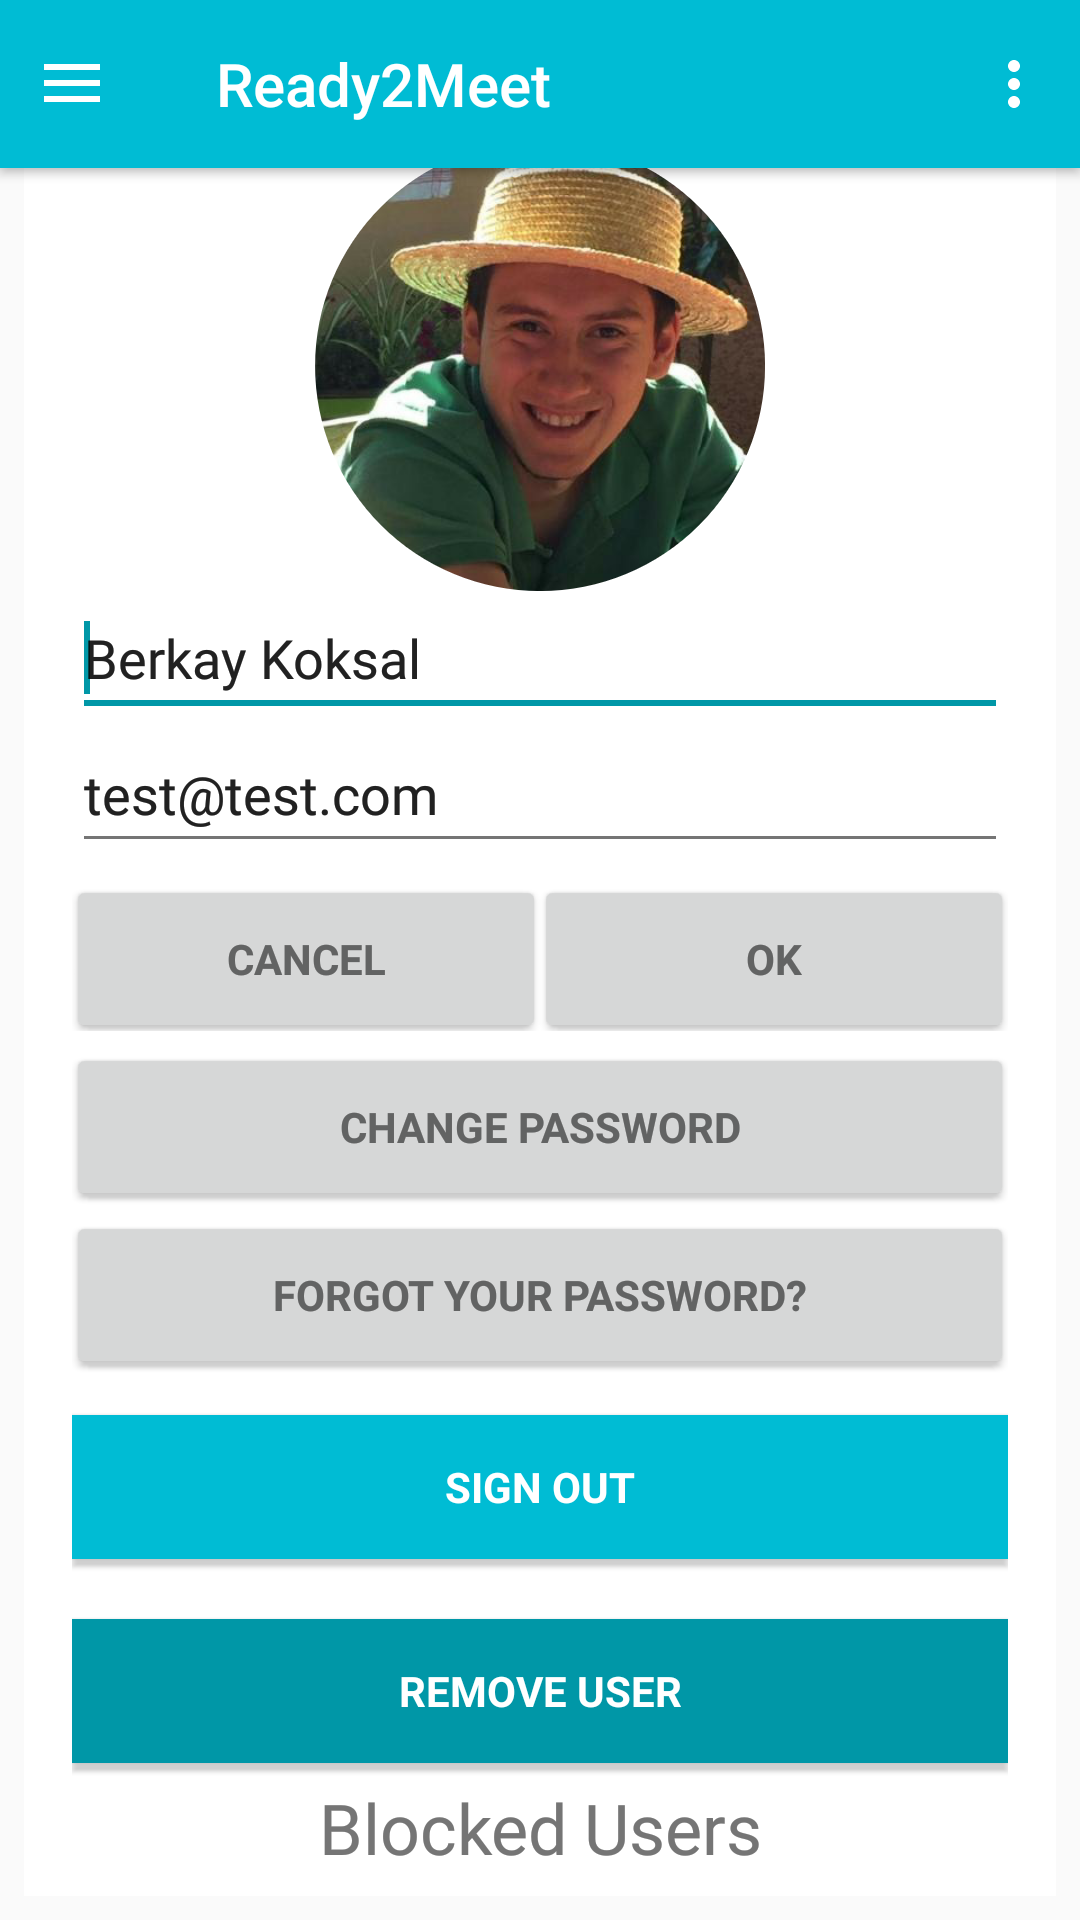 Ready2Meet
Berkay Koksal
test@test.com
CANCEL
OK
CHANGE PASSWORD
FORGOT YOUR PASSWORD?
SIGN OUT
REMOVE USER
Blocked Users